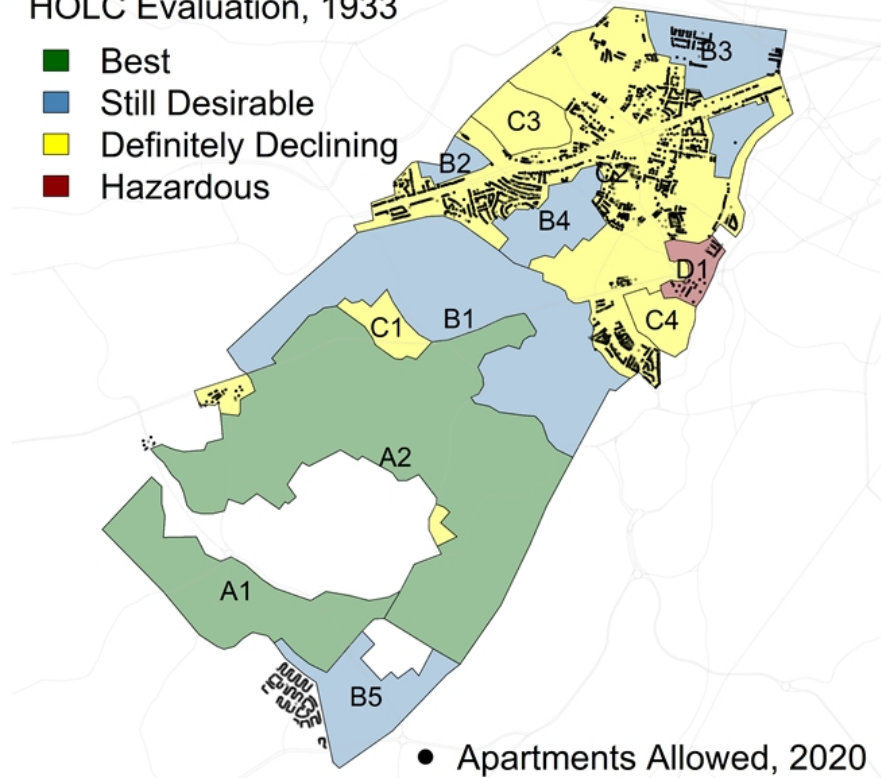 HOLC Evaluation, 1933
Best
Still Desirable
Definitely Declining
Hazardous
B3
C3
B2
C2
B4
D1
C4
B1
C1
A2
A1
B5
Apartments Allowed, 2020